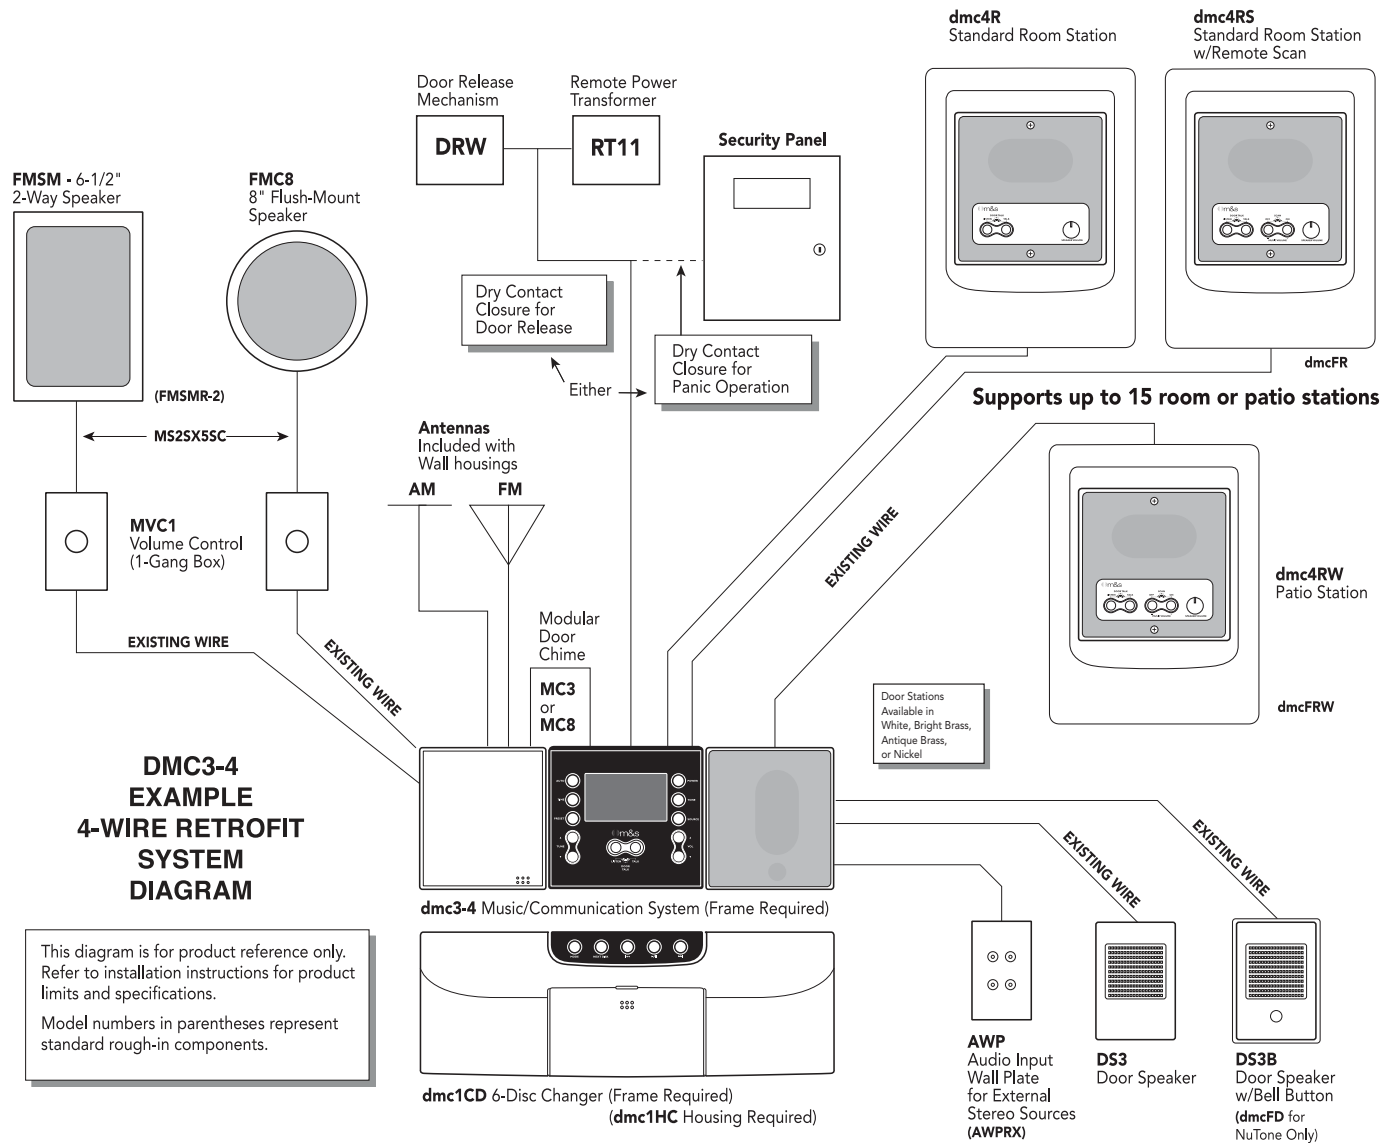 dmc4R
Standard Room Station
dmc4RS
Standard Room Station
w/Remote Scan
Door Release
Mechanism
DRW
Remote Power
Transformer
RT11
Security Panel
FMSM - 6-1/2"
2-Way Speaker
FMC8
8" Flush-Mount
Speaker
m&s
m&s
Dry Contact
Closure for
Door Release
Dry Contact
Closure for
Panic Operation
Either
dmcFR
Supports up to 15 room or patio stations
(FMSMR-2)
MS2SX5SC
Antennas
Included with
Wall housings
AM
FM
MVC1
Volume Control
(1-Gang Box)
EXISTING WIRE
EXISTING WIRE
EXISTING WIRE
m&s
dmc4RW
Patio Station
dmcFRW
Modular
Door
Chime
MC3
or
MC8
Door Stations
Available in
White, Bright Brass,
Antique Brass,
or Nickel
DMC3-4
EXAMPLE
4-WIRE RETROFIT
SYSTEM
DIAGRAM
m&s
dmc3-4 Music/Communication System (Frame Required)
EXISTING WIRE
EXISTING WIRE
This diagram is for product reference only.
Refer to installation instructions for product
limits and specifications.
Model numbers in parentheses represent
standard rough-in components.
dmc1CD 6-Disc Changer (Frame Required)
(dmc1HC Housing Required)
AWP
Audio Input
Wall Plate
for External
Stereo Sources
(AWPRX)
DS3
Door Speaker
DS3B
Door Speaker
w/Bell Button
(dmcFD for
NuTone Only)